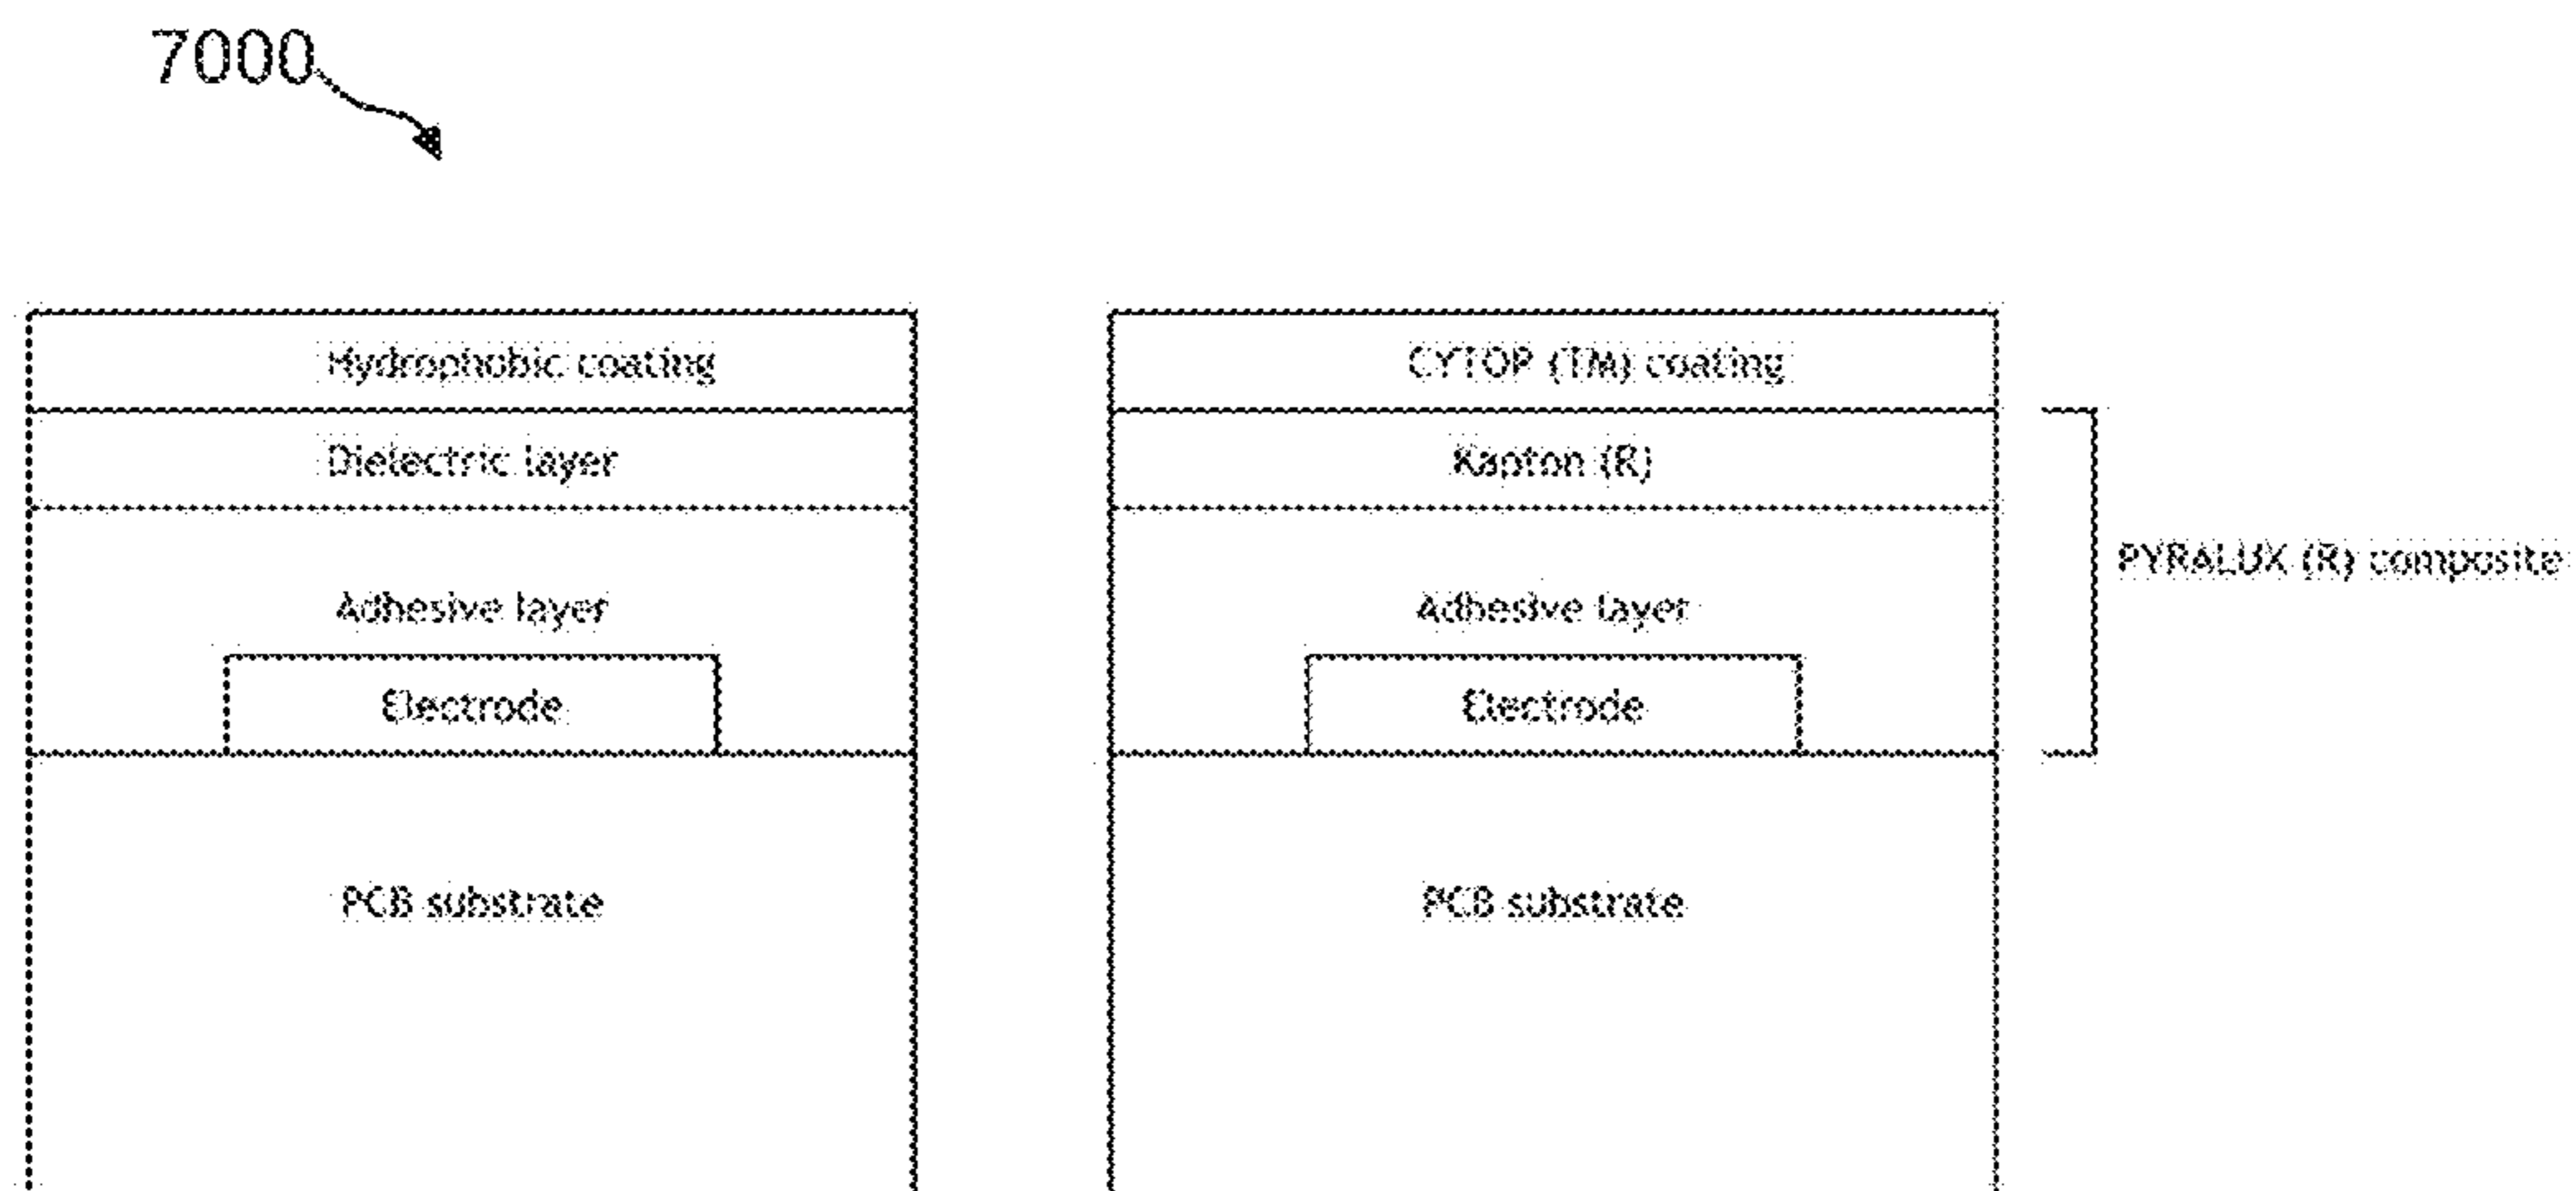 7000
Hydrophobic coating
Dielectric layer
Adhesive layer
Electrode
PCB substrate
CYTOP (TM) coating
Kapton (R)
Adhesive layer
Electrode
PCB substrate
PYRALUX (R) composite